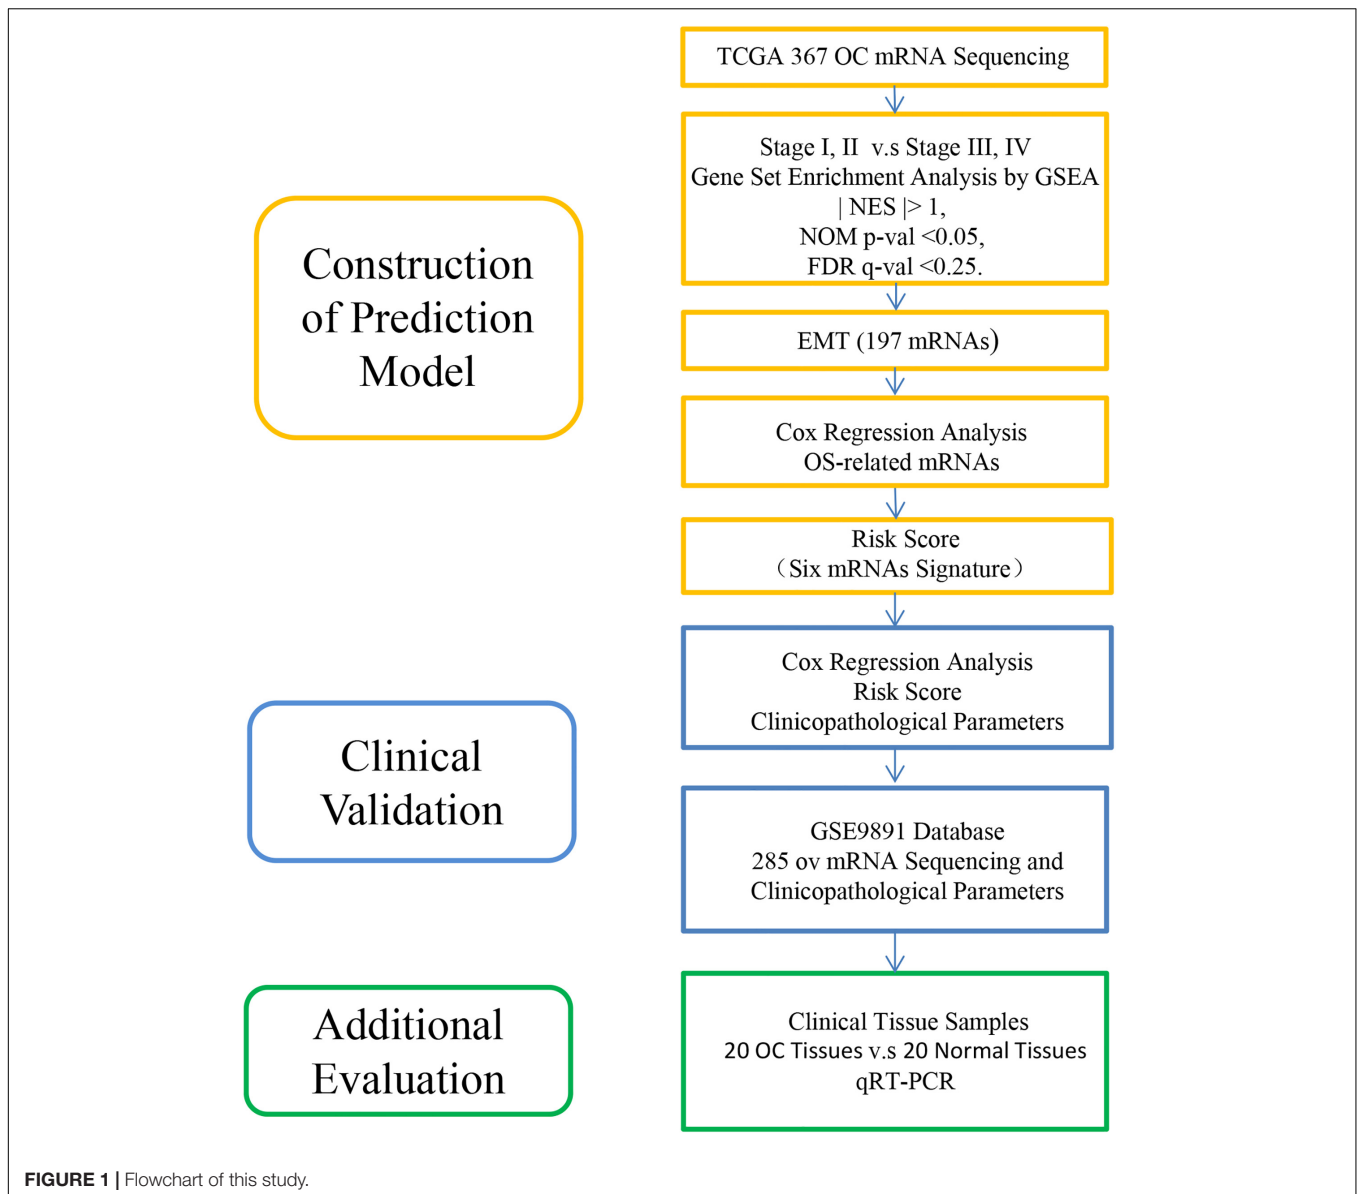 TCGA 367 OC mRNA Sequencing
Stage I, II v.s Stage III, IV
Gene Set Enrichment Analysis by GSEA
| NES |> 1,
NOM p-val <0.05,
FDR q-val <0.25.
Construction
of Prediction
Model
EMT (197 mRNAs)
Cox Regression Analysis
OS-related mRNAs
Risk Score
（Six mRNAs Signature）
Cox Regression Analysis
Risk Score
Clinicopathological Parameters
Clinical
Validation
GSE9891 Database
285 ov mRNA Sequencing and
Clinicopathological Parameters
Additional
Evaluation
Clinical Tissue Samples
20 OC Tissues v.s 20 Normal Tissues
qRT-PCR
FIGURE 1 | Flowchart of this study.